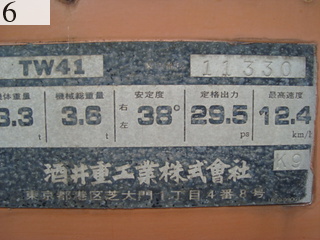 6
TW41 11330
体重量 機械総重量 安定度 定格出力 最高速度
3.3 t 3.6 t 右左 38° 29.5 ps 12.4 km/h
K9
酒井重工業株式會社
東京都港区芝大門1丁目4番8号